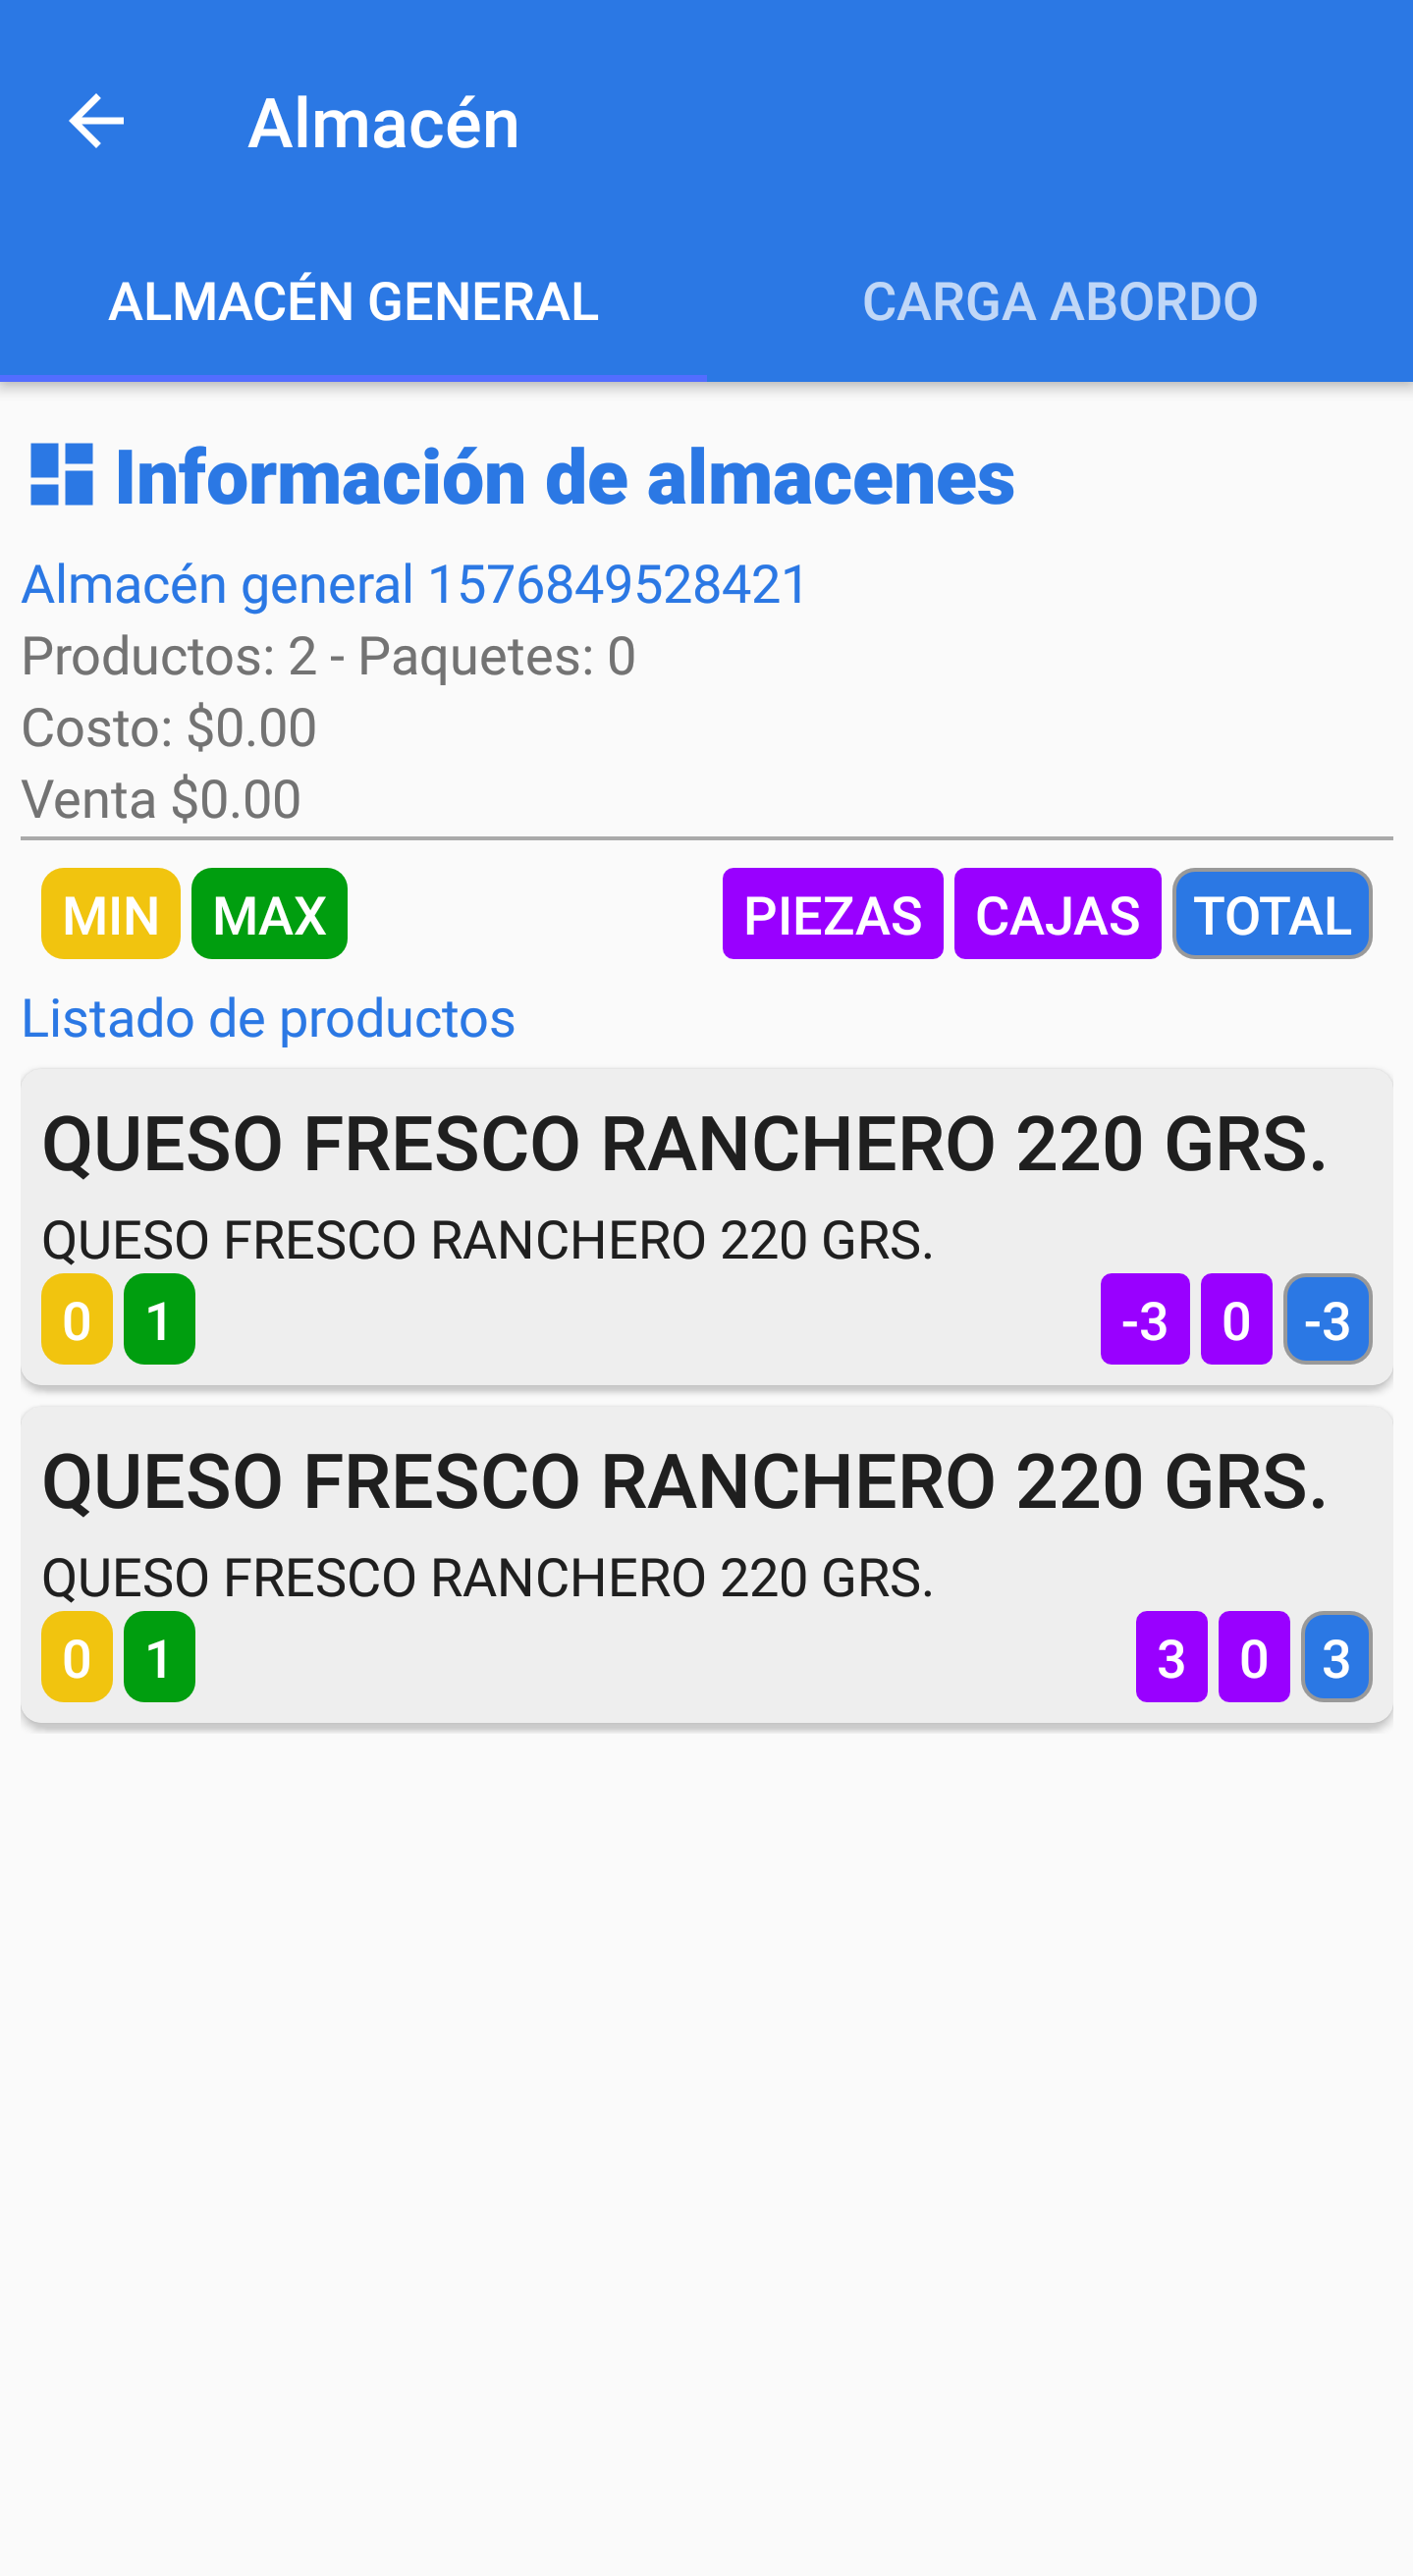 Almacén
ALMACÉN GENERAL CARGA ABORDO
Información de almacenes
Almacén general 1576849528421
Productos: 2 - Paquetes: 0
Costo: $0.00
Venta $0.00
MIN MAX PIEZAS CAJAS TOTAL
Listado de productos
QUESO FRESCO RANCHERO 220 GRS.
QUESO FRESCO RANCHERO 220 GRS.
0 1 -3 0 -3
QUESO FRESCO RANCHERO 220 GRS.
QUESO FRESCO RANCHERO 220 GRS.
0 1 3 0 3